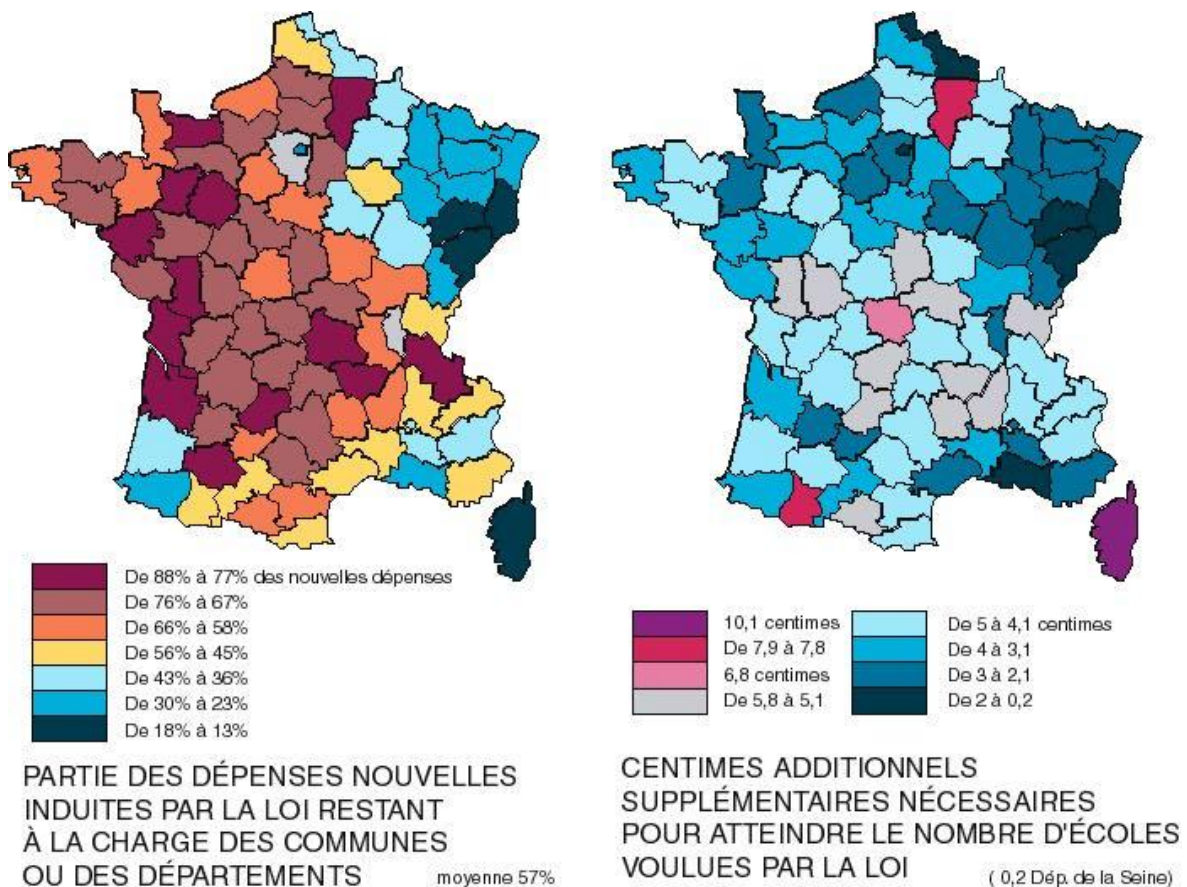 De 88% à 77% des nouvelles dépenses
De 76% à 67%
De 66% à 58%
De 56% à 45%
De 43% à 36%
De 30% à 23%
De 18% à 13%
PARTIE DES DÉPENSES NOUVELLES
INDUITES PAR LA LOI RESTANT
À LA CHARGE DES COMMUNES
OU DES DÉPARTEMENTS moyenne 57%
10,1 centimes
De 7,9 à 7,8
6,8 centimes
De 5,8 à 5,1
De 5 à 4,1 centimes
De 4 à 3,1
De 3 à 2,1
De 2 à 0,2
CENTIMES ADDITIONNELS
SUPPLÉMENTAIRES NÉCESSAIRES
POUR ATTEINDRE LE NOMBRE D'ÉCOLES
VOULUES PAR LA LOI ( 0,2 Dép. de la Seine)